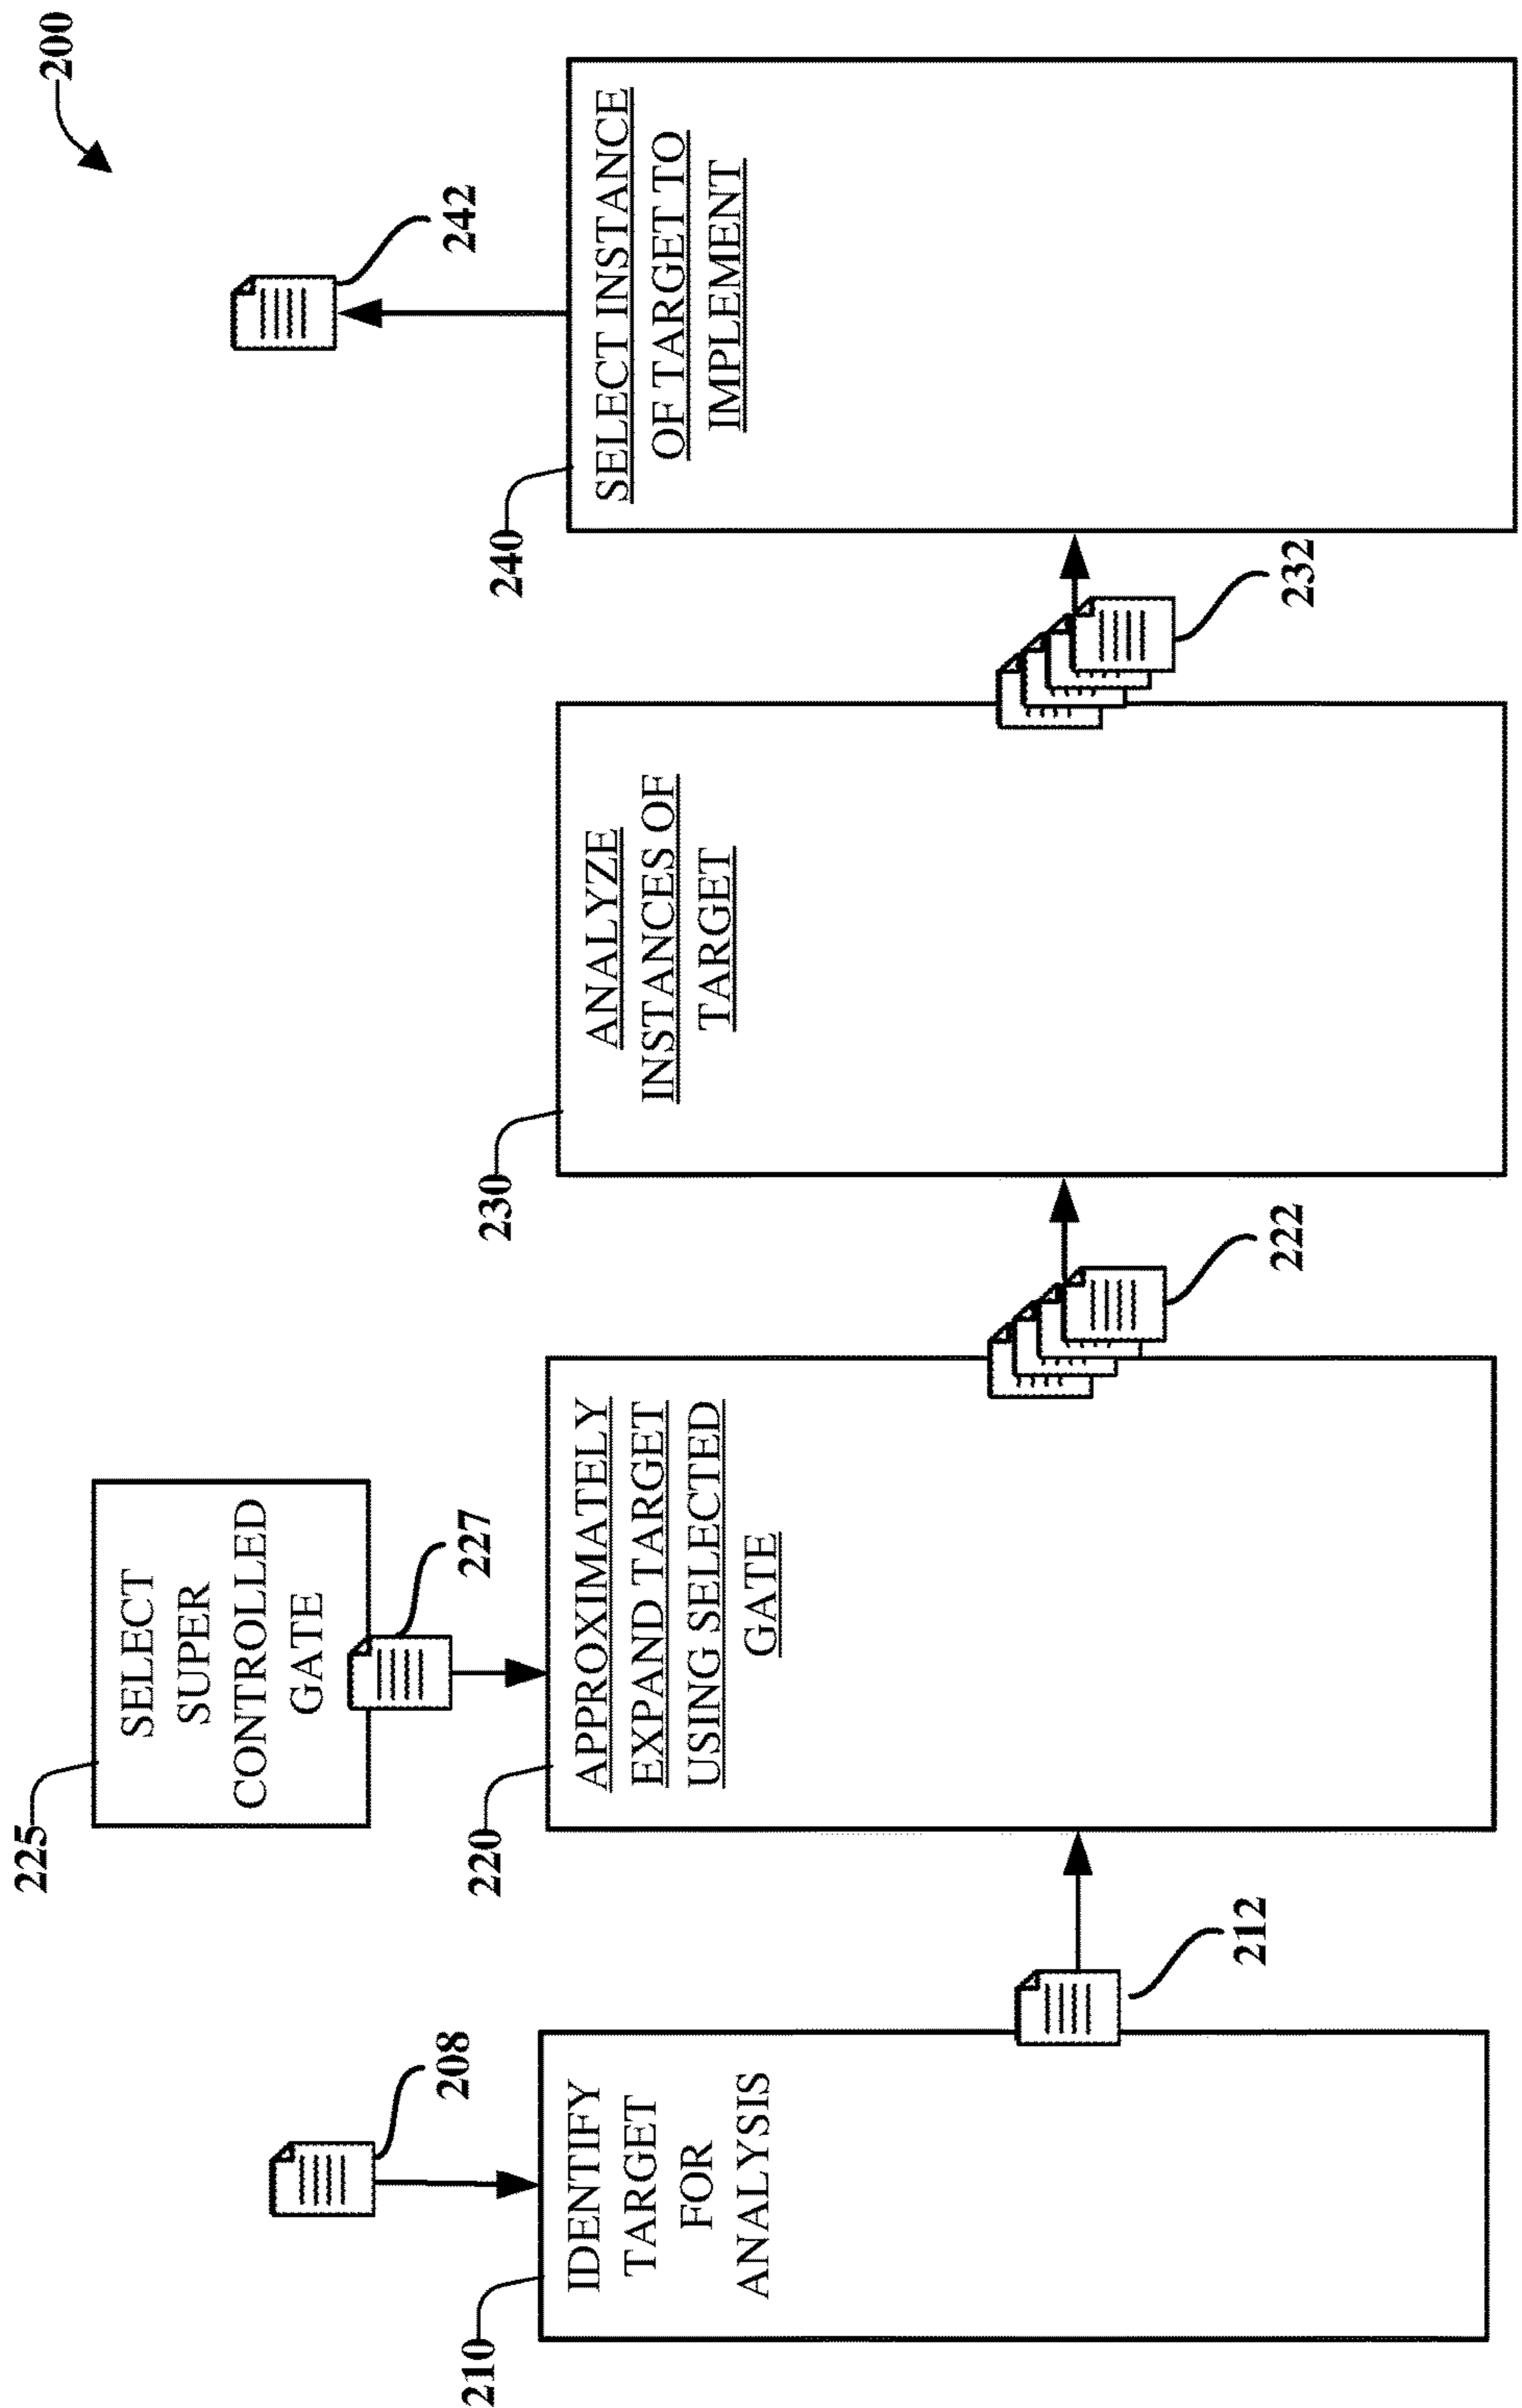 200
242
225
SELECT
SUPER
CONTROLLED
GATE
227
208
210
IDENTIFY
TARGET
FOR
ANALYSIS
212
220
APPROXIMATELY
EXPAND TARGET
USING SELECTED
GATE
222
230
ANALYZE
INSTANCES OF
TARGET
232
240
SELECT INSTANCE
OF TARGET TO
IMPLEMENT